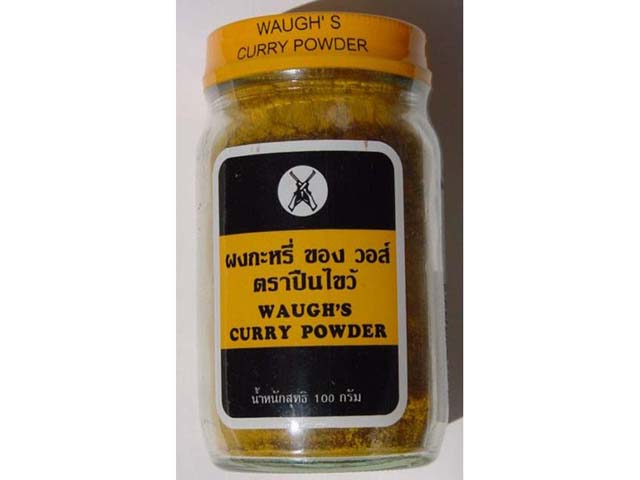 WAUGH' S
CURRY POWDER
ผงกะหรี่ ของ วอส์
ตราปืนไขว้
WAUGH'S
CURRY POWDER
น้ำหนักสุทธิ 100 กรัม